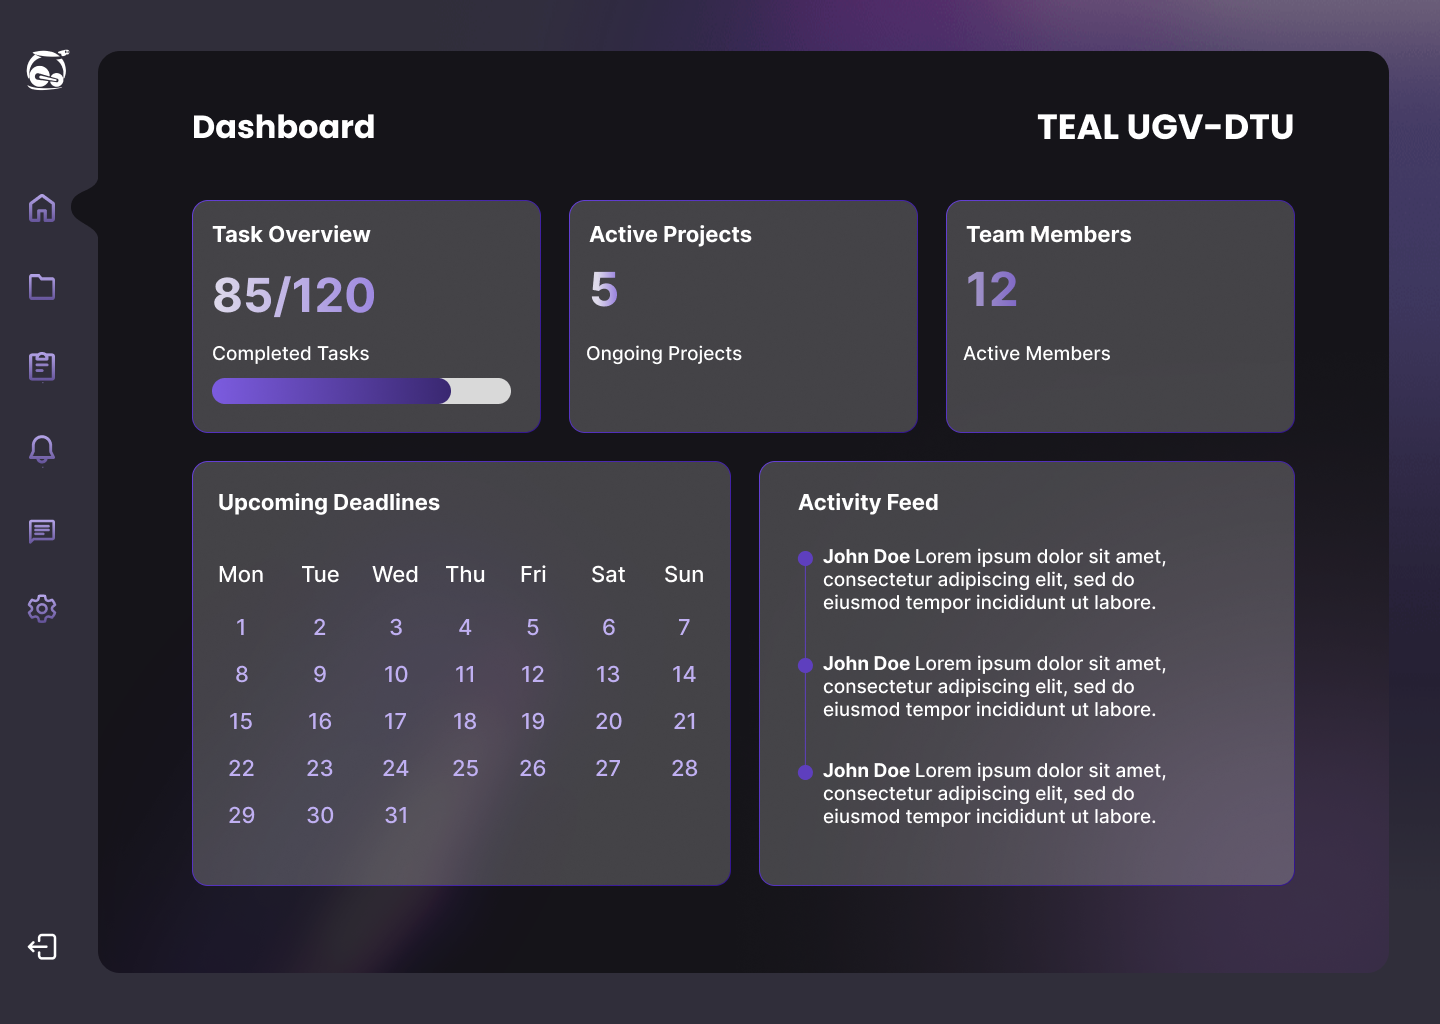 Dashboard
TEAL UGV-DTU
Task Overview
85/120
Completed Tasks
Active Projects
5
Ongoing Projects
Team Members
12
Active Members
Upcoming Deadlines
Mon Tue Wed Thu Fri Sat Sun
1 2 3 4 5 6 7
8 9 10 11 12 13 14
15 16 17 18 19 20 21
22 23 24 25 26 27 28
29 30 31
Activity Feed
John Doe Lorem ipsum dolor sit amet,
consectetur adipiscing elit, sed do
eiusmod tempor incididunt ut labore.
John Doe Lorem ipsum dolor sit amet,
consectetur adipiscing elit, sed do
eiusmod tempor incididunt ut labore.
John Doe Lorem ipsum dolor sit amet,
consectetur adipiscing elit, sed do
eiusmod tempor incididunt ut labore.